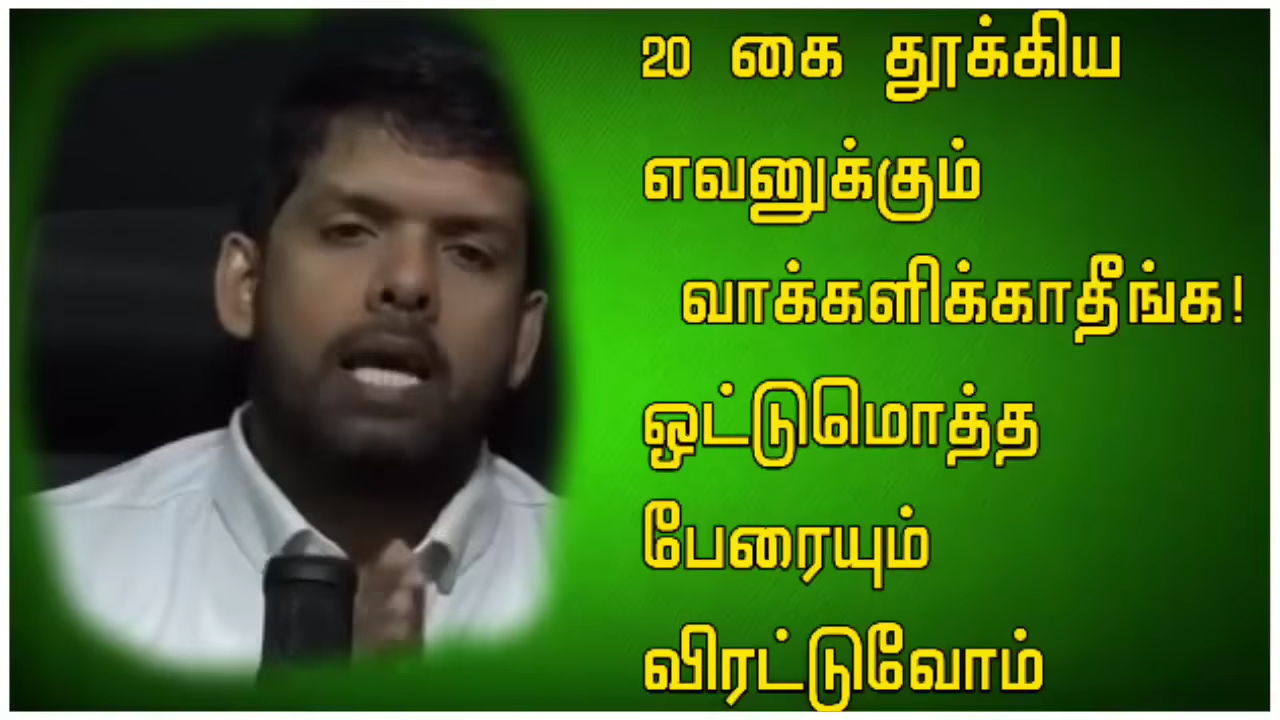 20 கை தூக்கிய
எவனுக்கும்
வாக்களிக்காதீங்க!
ஒட்டுமொத்த
பேரையும்
விரட்டுவோம்